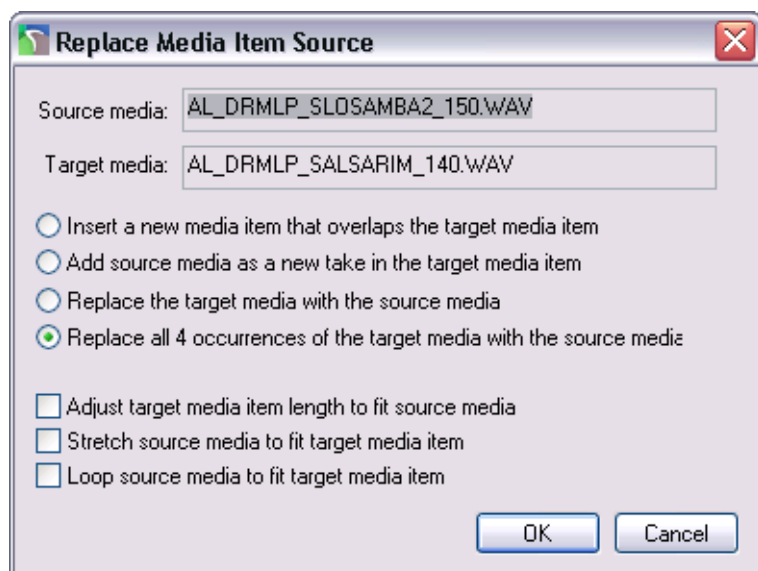 Replace Media Item Source
Source media: AL_DRMLP_SLOSAMBA2_150.WAV
Target media: AL_DRMLP_SALSARIM_140.WAV
Insert a new media item that overlaps the target media item
Add source media as a new take in the target media item
Replace the target media with the source media
Replace all 4 occurrences of the target media with the source media
Adjust target media item length to fit source media
Stretch source media to fit target media item
Loop source media to fit target media item
OK Cancel